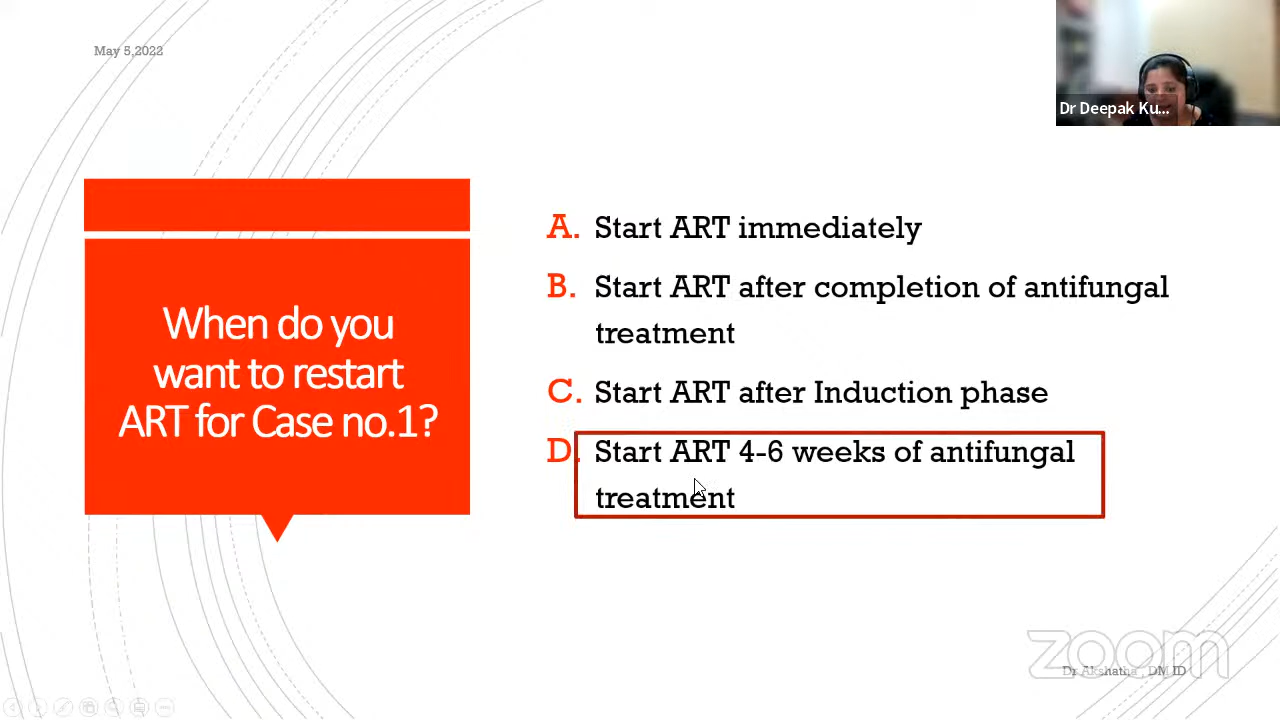 May 5,2022
Dr Deepak Ku...
When do you
want to restart
ART for Case no.1?
A. Start ART immediately
B. Start ART after completion of antifungal
treatment
C. Start ART after Induction phase
D. Start ART 4-6 weeks of antifungal
treatment
zoom
Dr Akshatha , DM ID